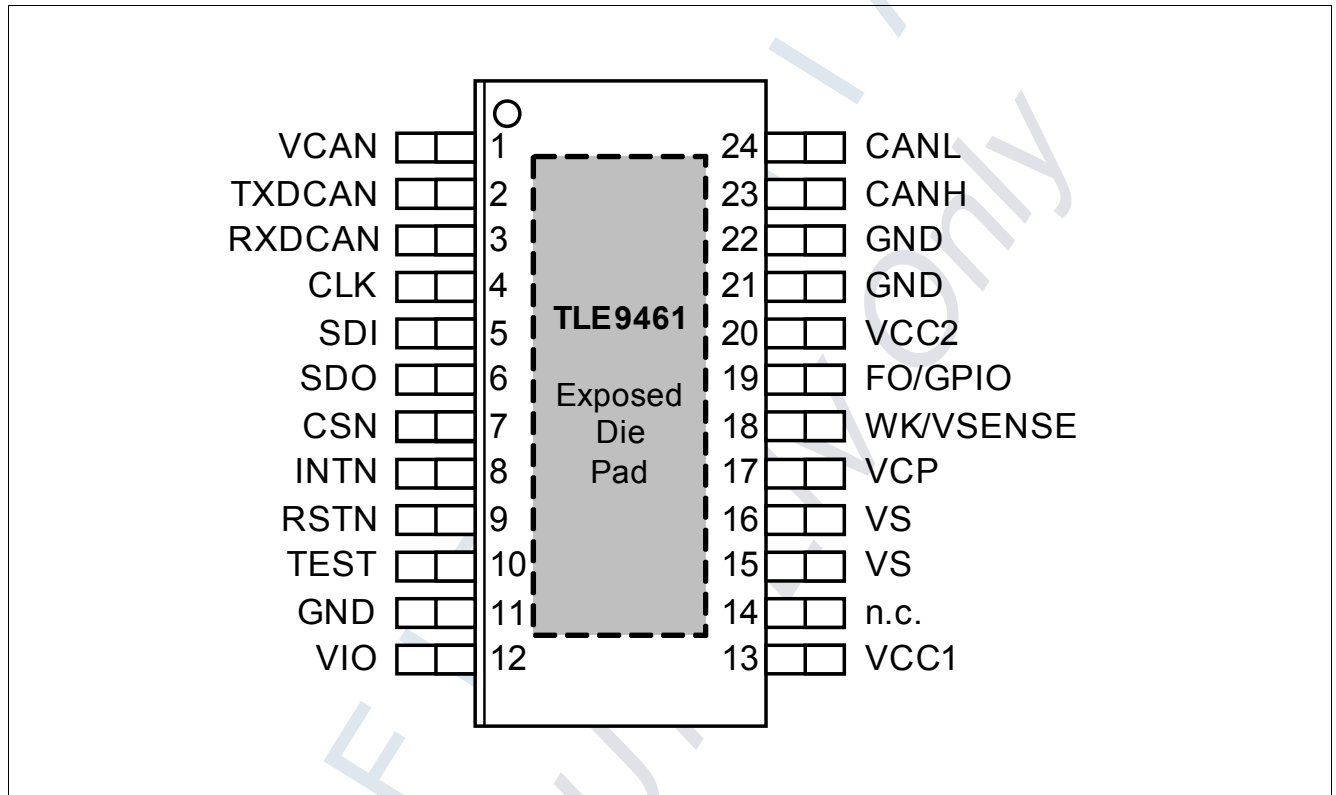 VCAN 1
TXDCAN 2
RXDCAN 3
CLK 4
SDI 5
SDO 6
CSN 7
INTN 8
RSTN 9
TEST 10
GND 11
VIO 12
TLE9461
Exposed
Die
Pad
24 CANL
23 CANH
22 GND
21 GND
20 VCC2
19 FO/GPIO
18 WK/VSENSE
17 VCP
16 VS
15 VS
14 n.c.
13 VCC1
only